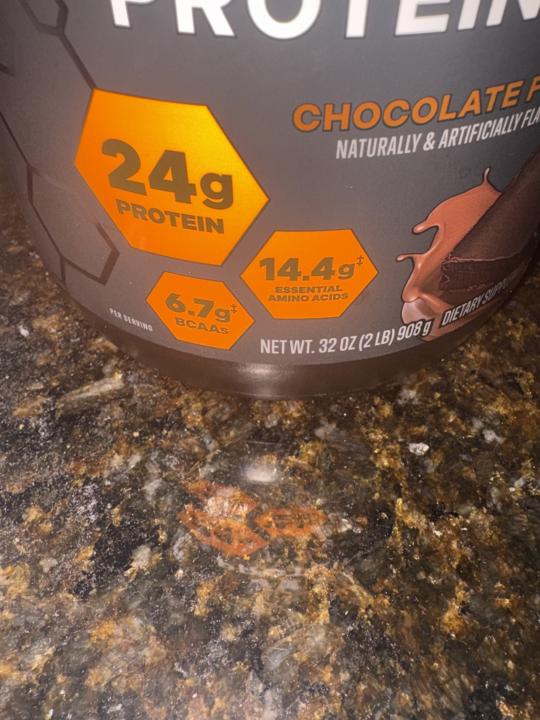 PROTEIN
CHOCOLATE
NATURALLY & ARTIFICIALLY
24g
PROTEIN
14.4g‡
ESSENTIAL
AMINO ACIDS
6.7g‡
BCAAs
PER SERVING
NET WT. 32 OZ (2 LB) 908 g
DIETARY